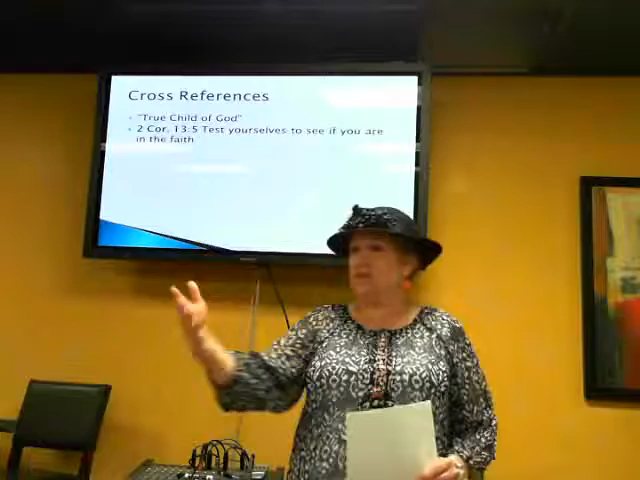 Cross References
"True Child of God"
2 Cor. 13:5 Test yourselves to see if you are
in the faith